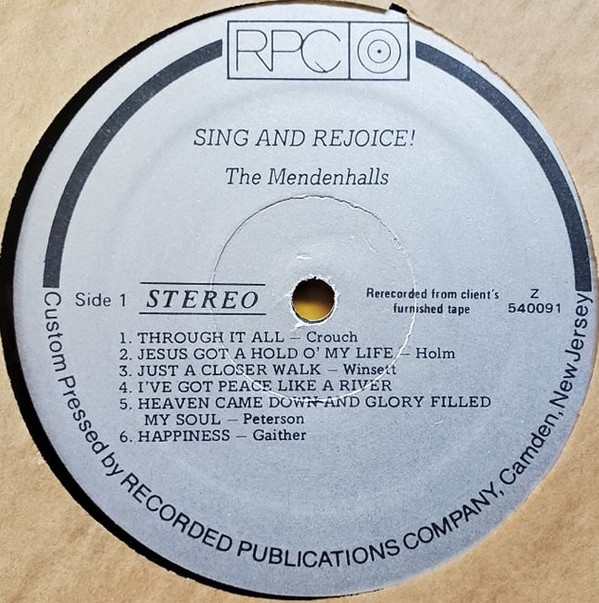 RPC
SING AND REJOICE!
The Mendenhalls
Side 1 STEREO
Rerecorded from client's
furnished tape
Z
540091
1. THROUGH IT ALL – Crouch
2. JESUS GOT A HOLD O' MY LIFE – Holm
3. JUST A CLOSER WALK – Winsett
4. I'VE GOT PEACE LIKE A RIVER
5. HEAVEN CAME DOWN AND GLORY FILLED
MY SOUL – Peterson
6. HAPPINESS – Gaither
Custom Pressed by RECORDED PUBLICATIONS COMPANY, Camden, New Jersey